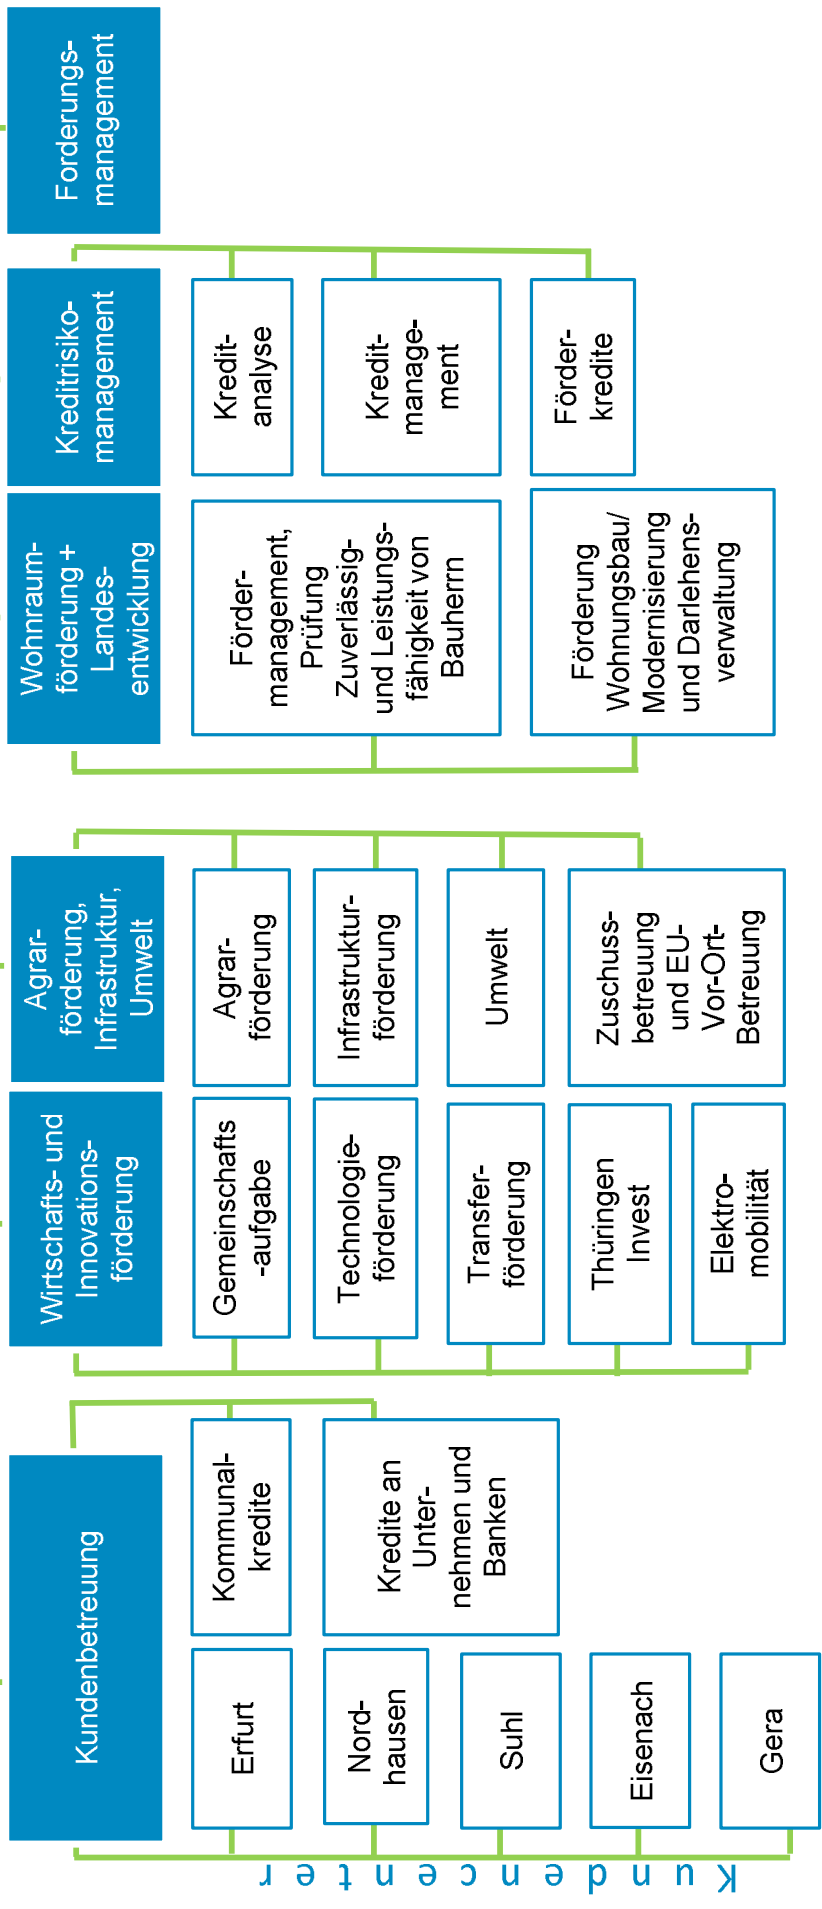 Kundenbetreuung
Kundencenter
Erfurt
Nord-
hausen
Suhl
Eisenach
Gera
Kommunal-
kredite
Kredite an
Unter-
nehmen und
Banken
Wirtschafts- und
Innovations-
förderung
Gemeinschafts
-aufgabe
Technologie-
förderung
Transfer-
förderung
Thüringen
Invest
Elektro-
mobilität
Agrar-
förderung,
Infrastruktur,
Umwelt
Agrar-
förderung
Infrastruktur-
förderung
Umwelt
Zuschuss-
betreuung
und EU-
Vor-Ort-
Betreuung
Wohnraum-
förderung +
Landes-
entwicklung
Förder-
management,
Prüfung
Zuverlässig-
und Leistungs-
fähigkeit von
Bauherrn
Förderung
Wohnungsbau/
Modernisierung
und Darlehens-
verwaltung
Kreditrisiko-
management
Kredit-
analyse
Kredit-
manage-
ment
Förder-
kredite
Forderungs-
management